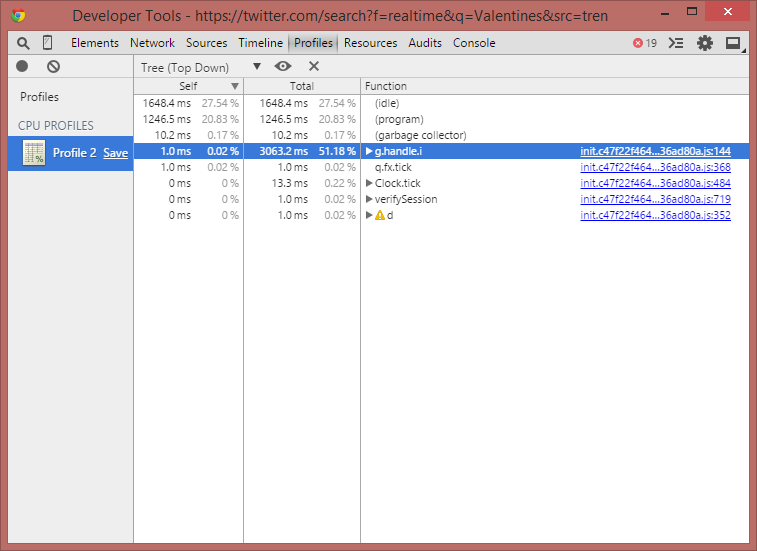 Developer Tools - https://twitter.com/search?f=realtime&q=Valentines&src=tren
Elements Network Sources Timeline Profiles Resources Audits Console 19
Tree (Top Down)
Profiles
CPU PROFILES
Profile 2 Save
Self Total Function
1648.4 ms 27.54 % 1648.4 ms 27.54 % (idle)
1246.5 ms 20.83 % 1246.5 ms 20.83 % (program)
10.2 ms 0.17 % 10.2 ms 0.17 % (garbage collector)
1.0 ms 0.02 % 3063.2 ms 51.18 % g.handle.i init.c47f22f464...36ad80a.js:144
1.0 ms 0.02 % 1.0 ms 0.02 % q.fx.tick init.c47f22f464...36ad80a.js:368
0 ms 0 % 13.3 ms 0.22 % Clock.tick init.c47f22f464...36ad80a.js:484
0 ms 0 % 1.0 ms 0.02 % verifySession init.c47f22f464...36ad80a.js:719
0 ms 0 % 1.0 ms 0.02 % d init.c47f22f464...36ad80a.js:352